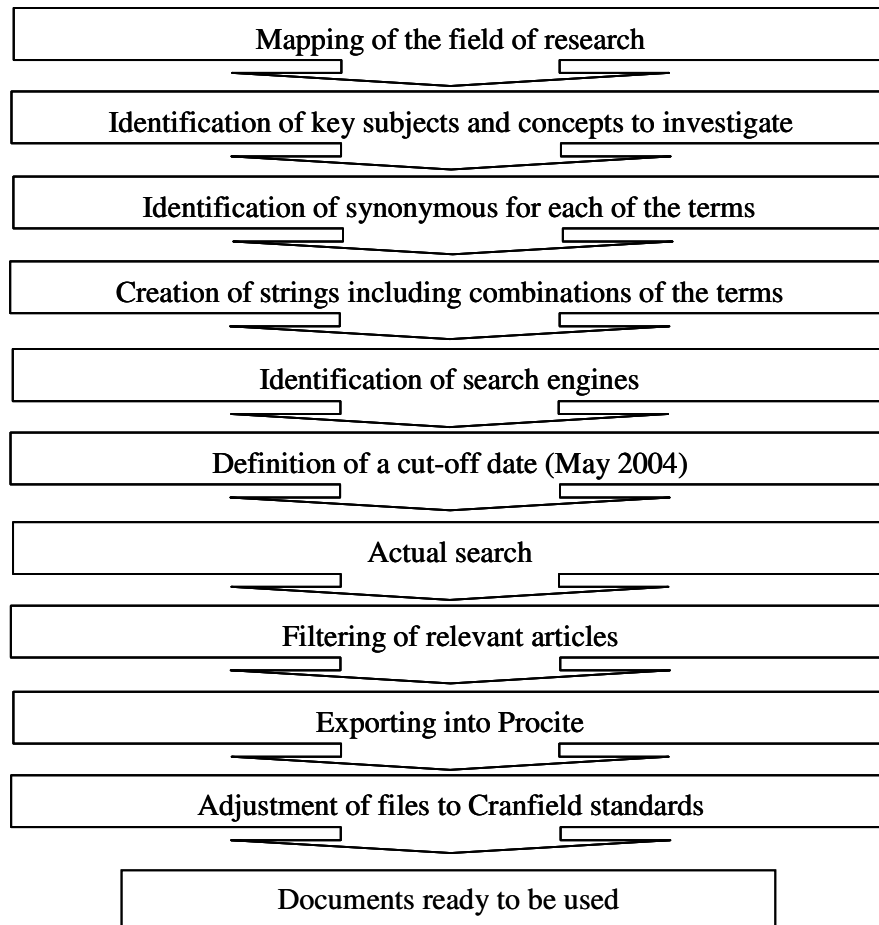 Mapping of the field of research
Identification of key subjects and concepts to investigate
Identification of synonymous for each of the terms
Creation of strings including combinations of the terms
Identification of search engines
Definition of a cut-off date (May 2004)
Actual search
Filtering of relevant articles
Exporting into Procite
Adjustment of files to Cranfield standards
Documents ready to be used